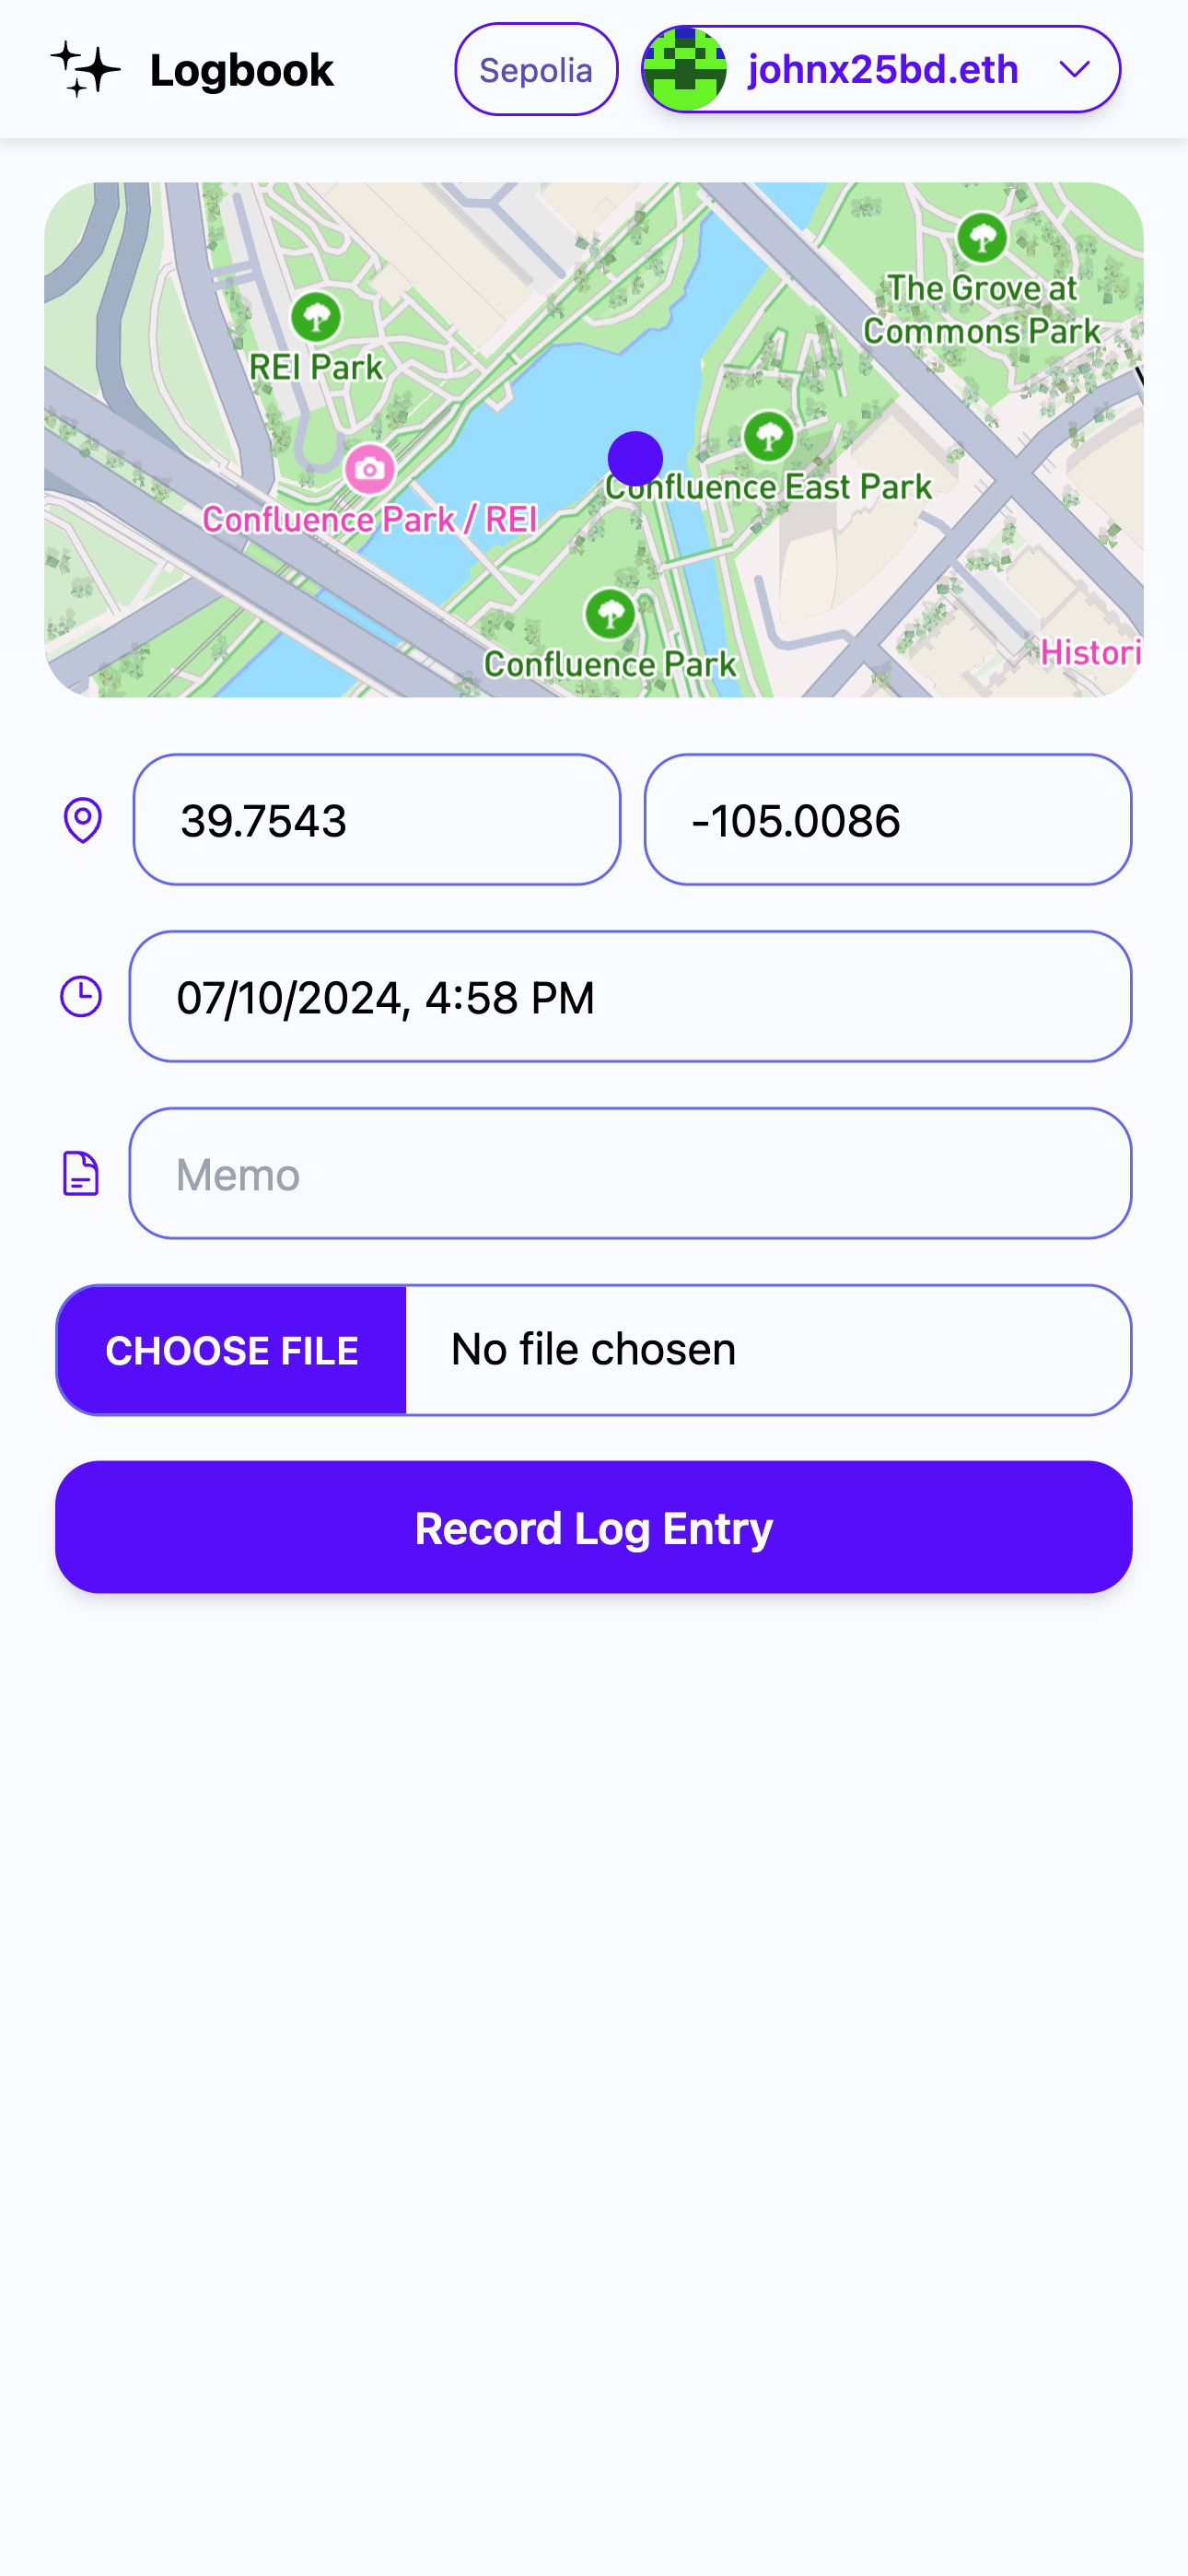 Logbook
Sepolia
johnx25bd.eth
The Grove at
Commons Park
REI Park
Confluence East Park
Confluence Park / REI
Confluence Park
Histori
39.7543
-105.0086
07/10/2024, 4:58 PM
Memo
CHOOSE FILE
No file chosen
Record Log Entry